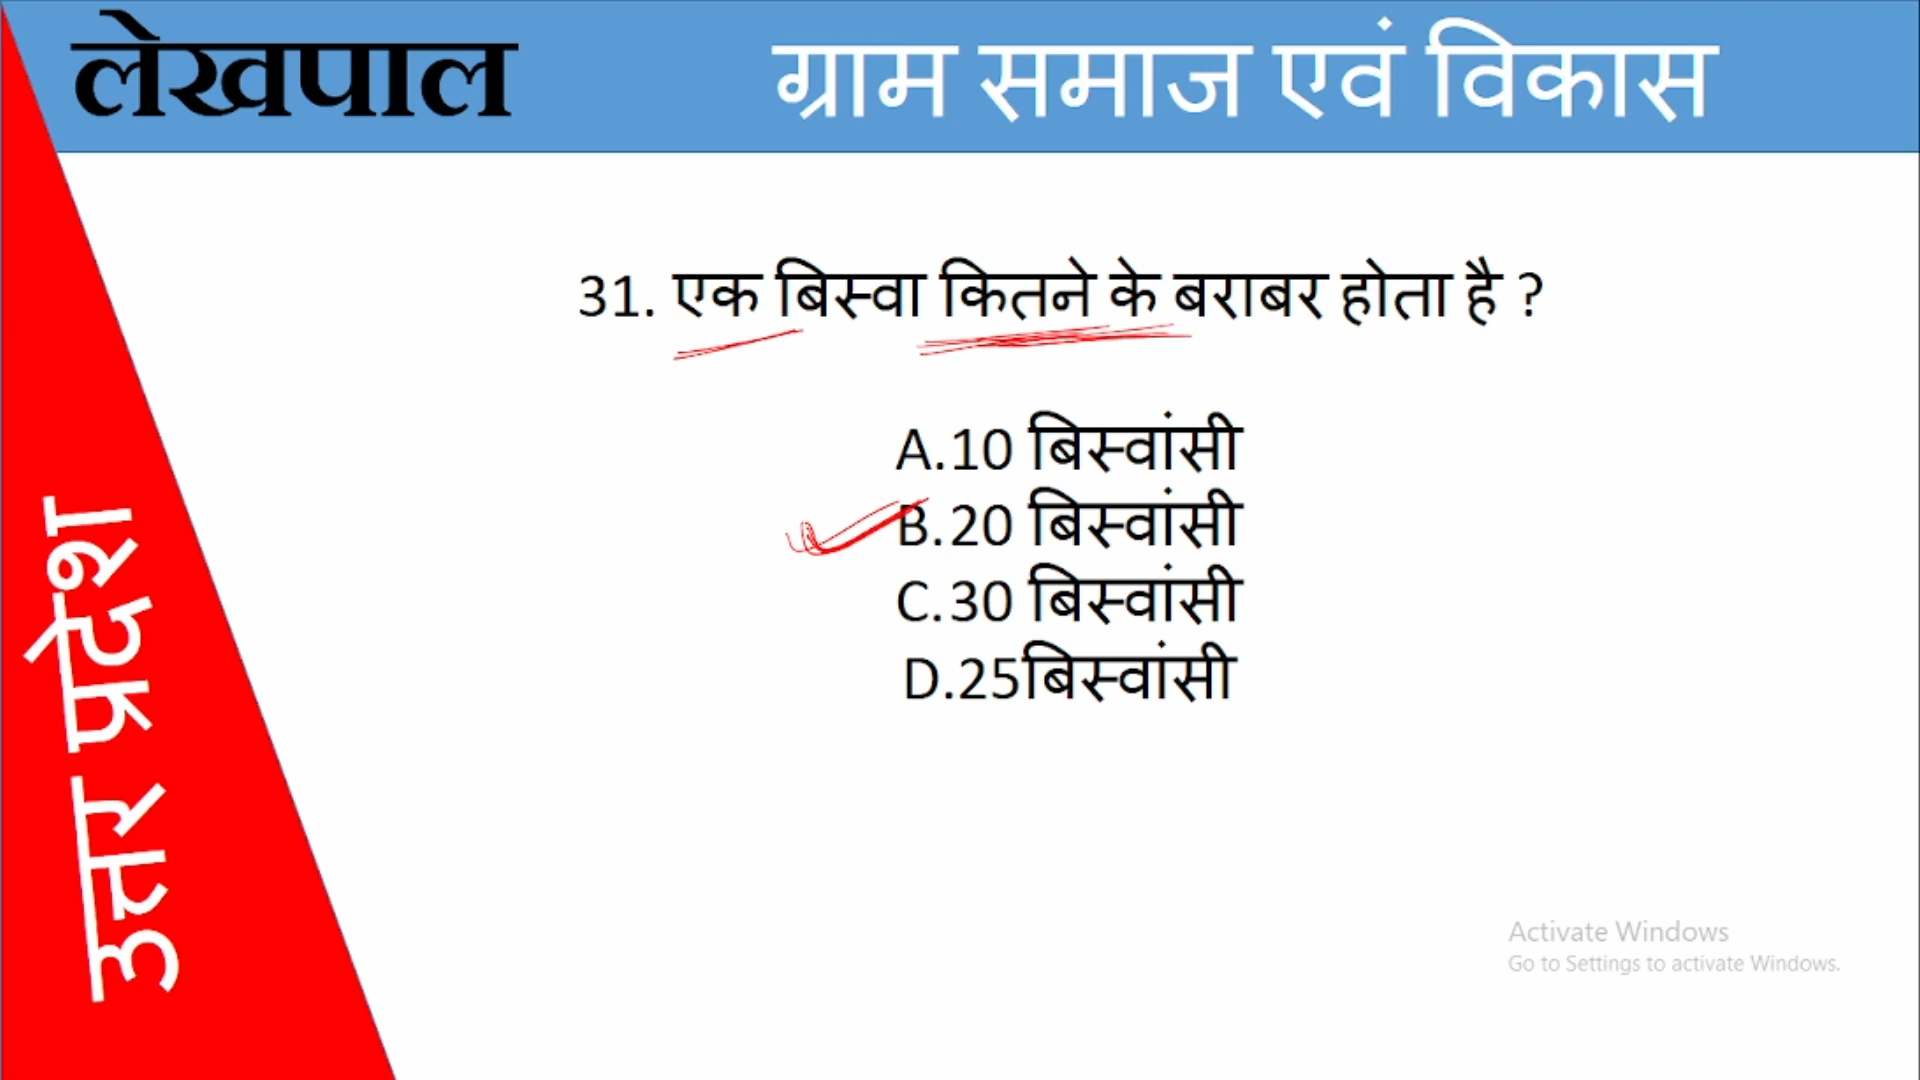 लेखपाल
ग्राम समाज एवं विकास
उत्तर प्रदेश
31. एक बिस्वा कितने के बराबर होता है ?
A.10 बिस्वांसी
B.20 बिस्वांसी
C.30 बिस्वांसी
D.25बिस्वांसी
Activate Windows
Go to Settings to activate Windows.